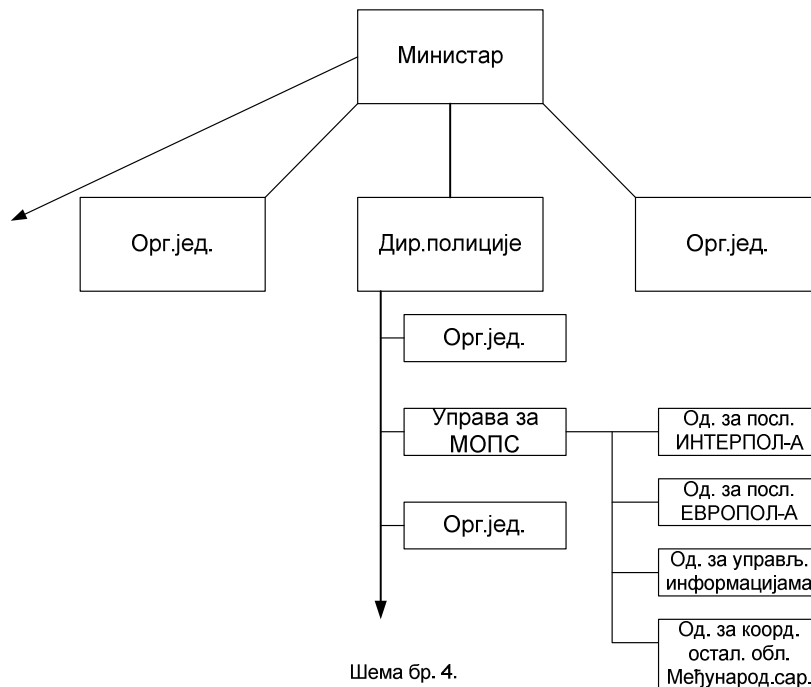 Министар
Орг.јед.
Дир.полиције
Орг.јед.
Орг.јед.
Управа за
МОПС
Орг.јед.
Од. за посл.
ИНТЕРПОЛ-А
Од. за посл.
ЕВРОПОЛ-А
Од. за управљ.
информацијама
Од. за коорд.
остал. обл.
Међународ.сар.
Шема бр. 4.